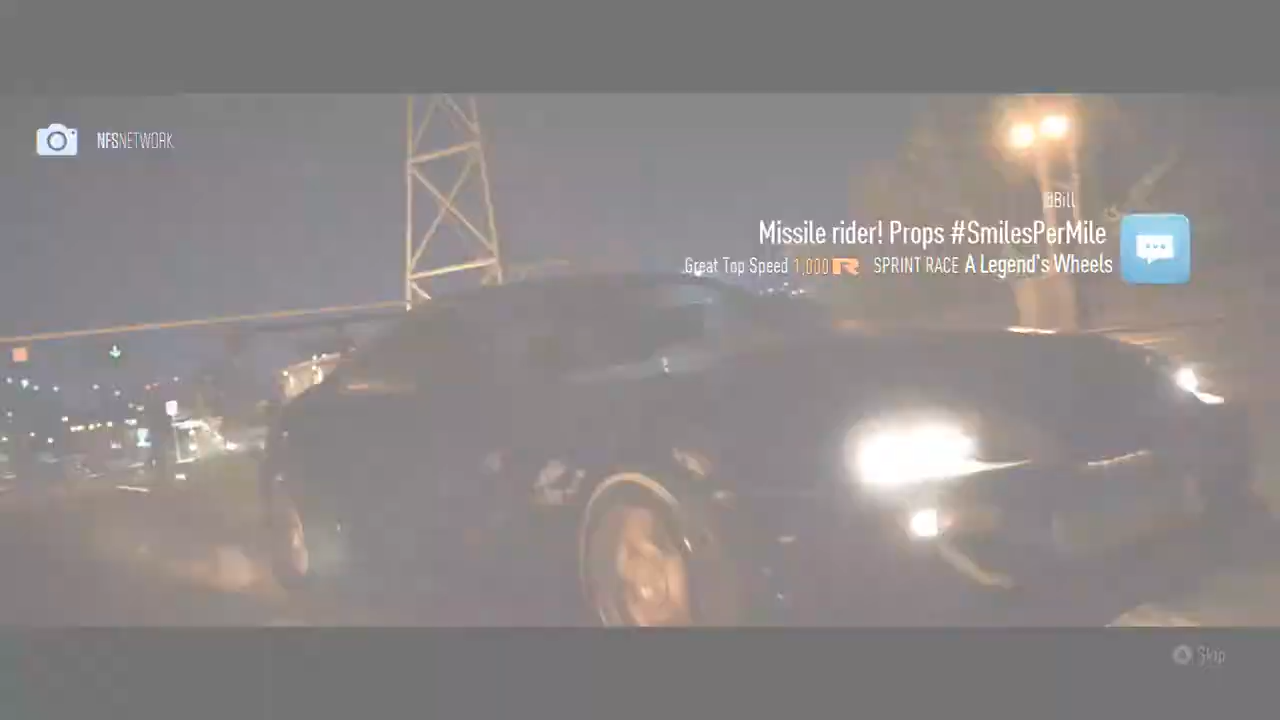 NFSNETWORK
@Bill
Missile rider! Props #SmilesPerMile
Great Top Speed 1,000 R SPRINT RACE A Legend's Wheels
Skip